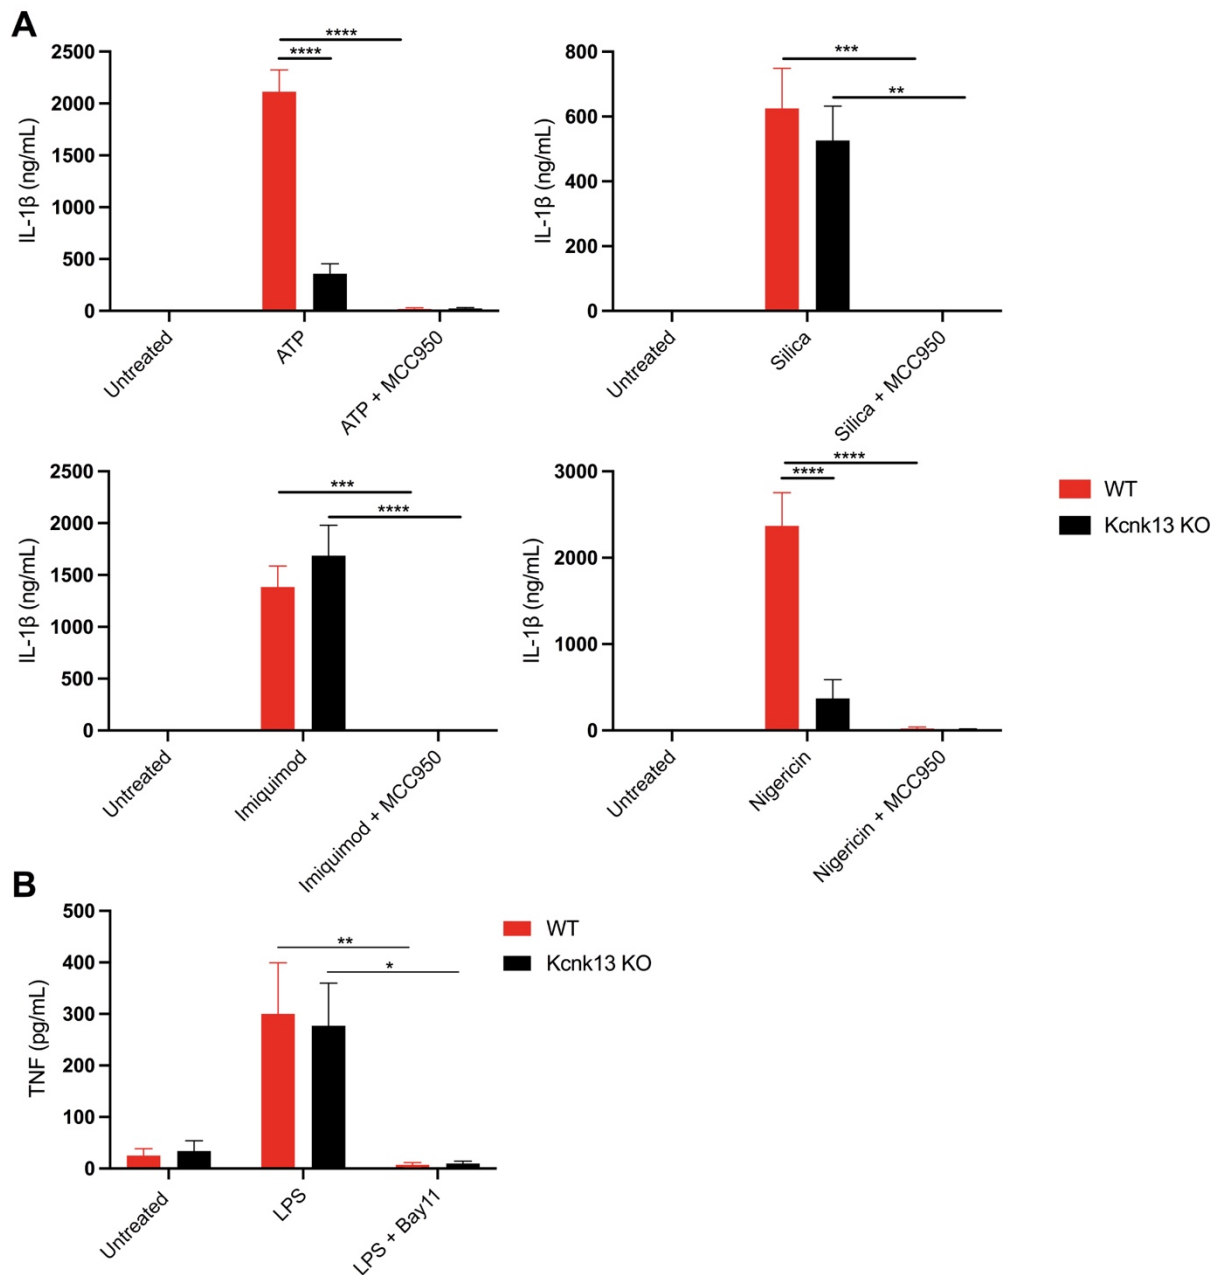 A
2500
2000
1500
1000
500
0
IL-1β (ng/mL)
****
****
Untreated
ATP
ATP + MCC950
800
600
400
200
0
IL-1β (ng/mL)
***
**
Untreated
Silica
Silica + MCC950
2500
2000
1500
1000
500
0
IL-1β (ng/mL)
***
****
Untreated
Imiquimod
Imiquimod + MCC950
3000
2000
1000
0
IL-1β (ng/mL)
****
****
Untreated
Nigericin
Nigericin + MCC950
WT
Kcnk13 KO
B
500
400
300
200
100
0
TNF (pg/mL)
**
*
Untreated
LPS
LPS + Bay11
WT
Kcnk13 KO